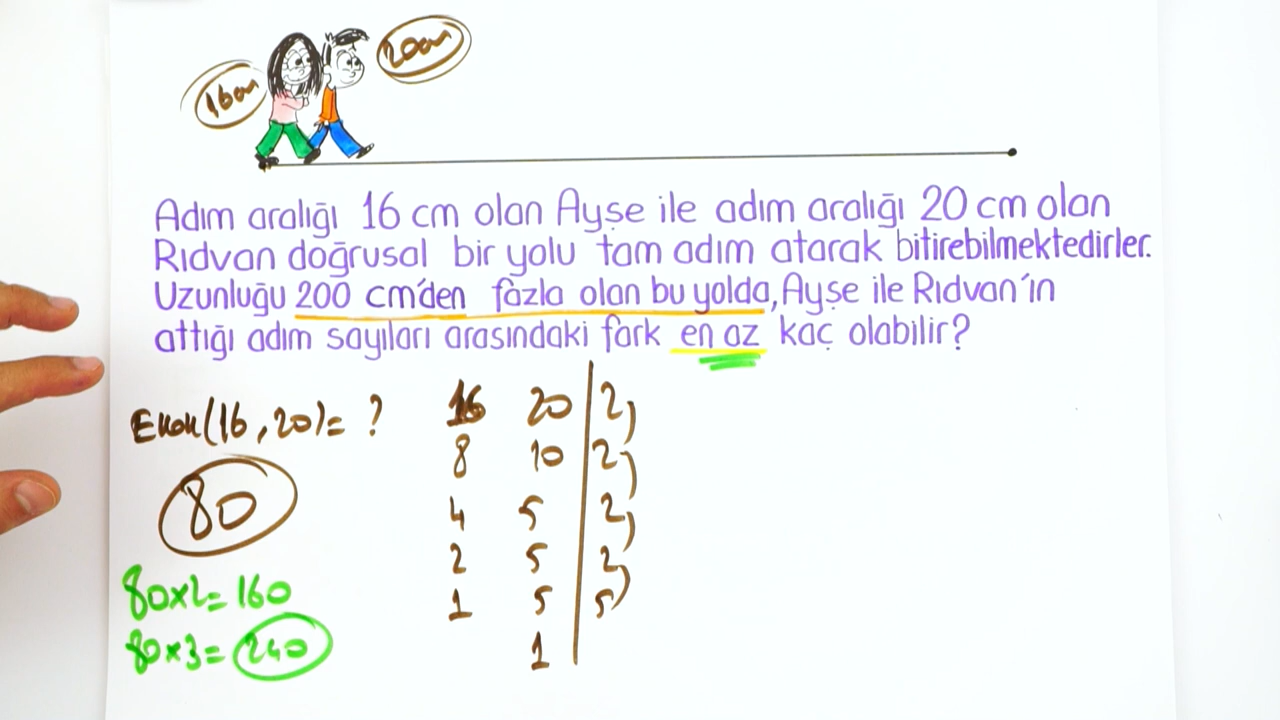 16cm
20cm
Adım aralığı 16 cm olan Ayşe ile adım aralığı 20 cm olan
Rıdvan doğrusal bir yolu tam adım atarak bitirebilmektedirler.
Uzunluğu 200 cm'den fazla olan bu yolda, Ayşe ile Rıdvan'ın
attığı adım sayıları arasındaki fark en az kaç olabilir?
Ekok(16,20)= ?
80
80x2=160
80x3=240
16 20 2
8 10 2
4 5 2
2 5 2
1 5 5
1